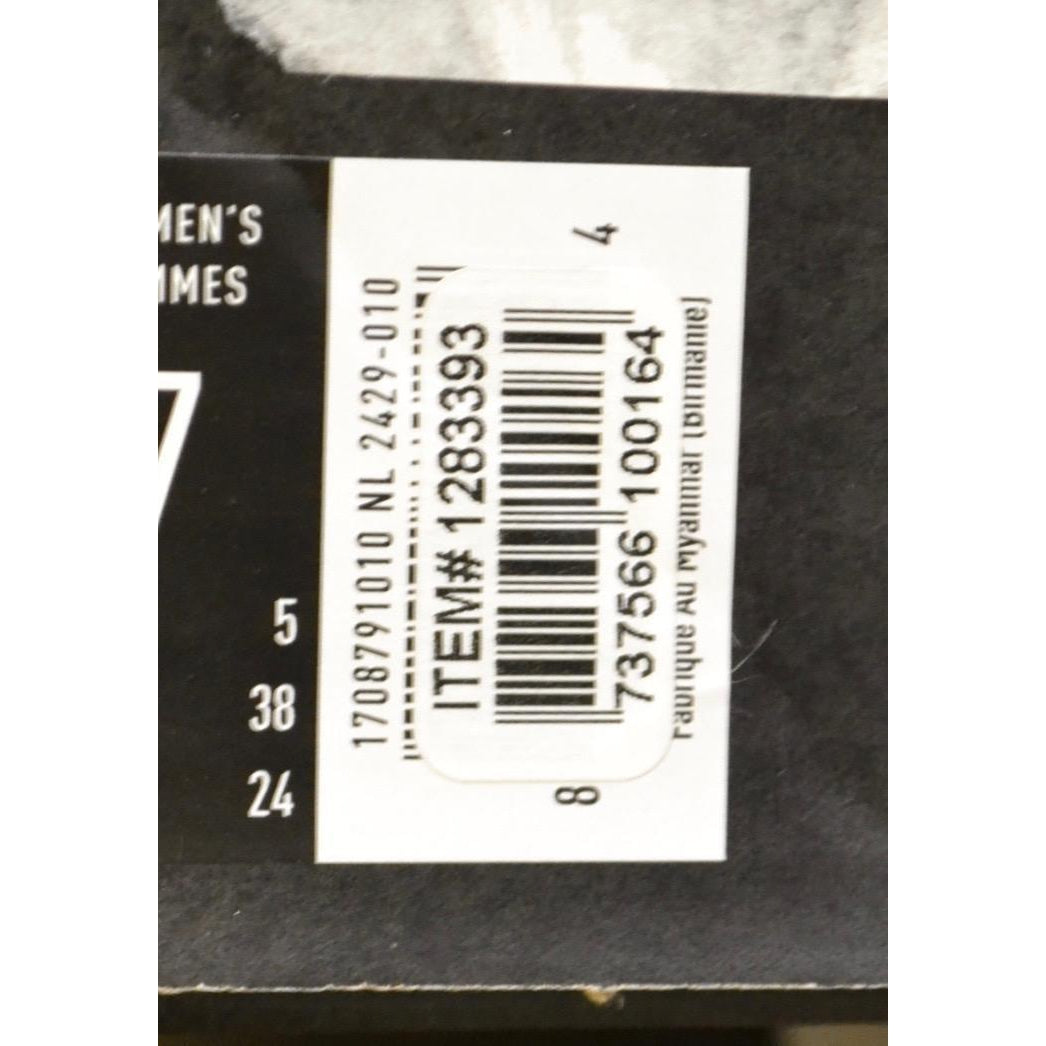 MEN'S
MMES
7
5
38
24
1708791010 NL 2429-010
ITEM# 1283393
737566 100164
8
4
Fabriqué Au Myanmar (Birmanie)